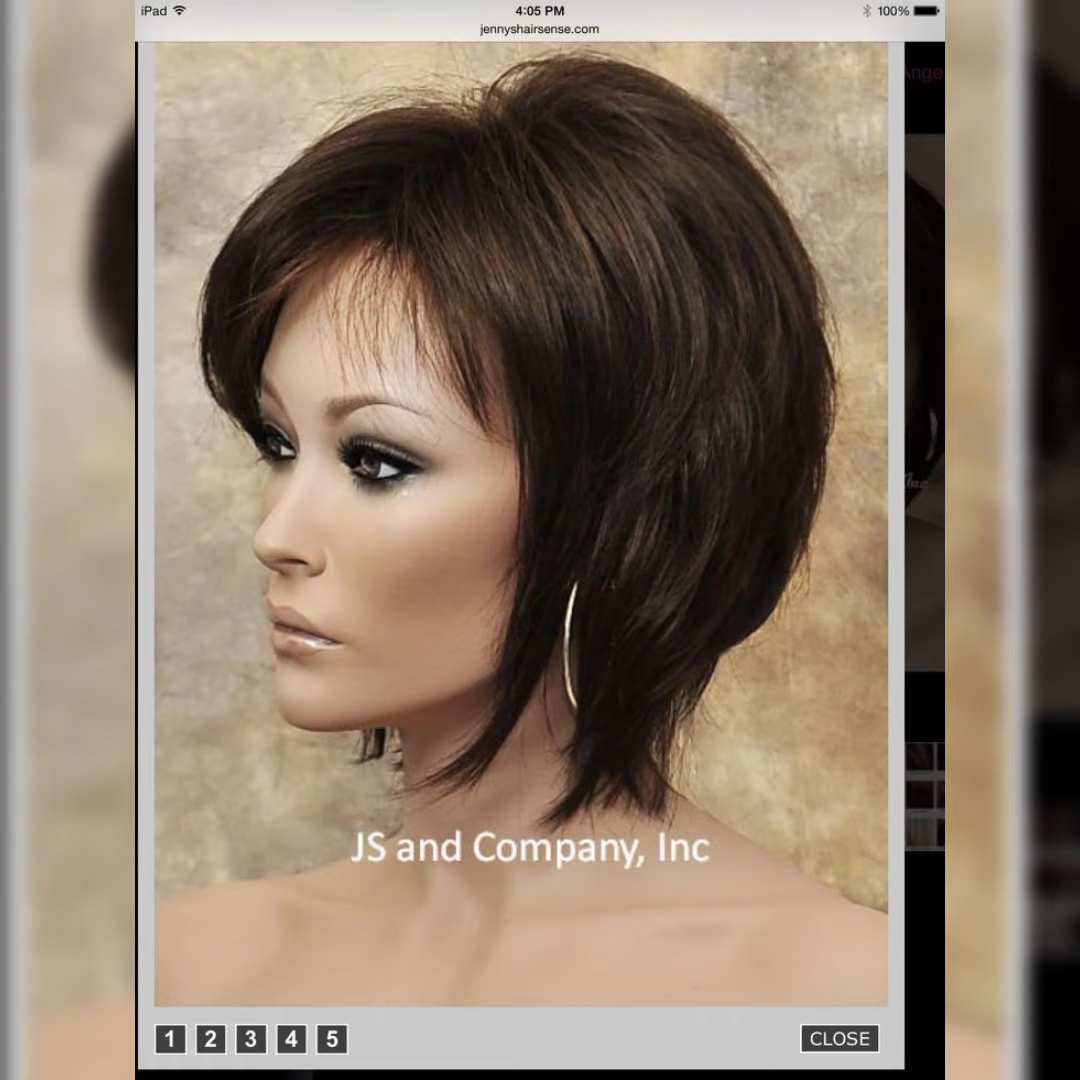 iPad
4:05 PM
100%
jennyshairsense.com
JS and Company, Inc
1 2 3 4 5
CLOSE